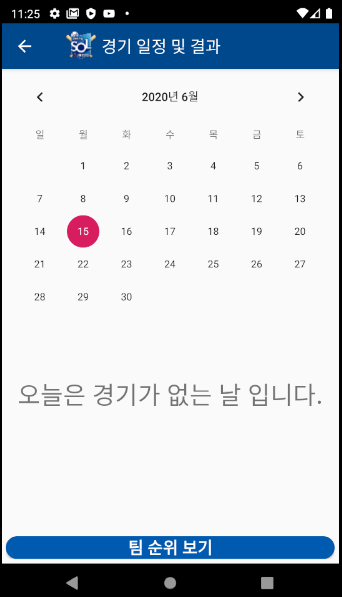 11:25
SOL
경기 일정 및 결과
2020년 6월
일 월 화 수 목 금 토
1 2 3 4 5 6
7 8 9 10 11 12 13
14 15 16 17 18 19 20
21 22 23 24 25 26 27
28 29 30
오늘은 경기가 없는 날 입니다.
팀 순위 보기